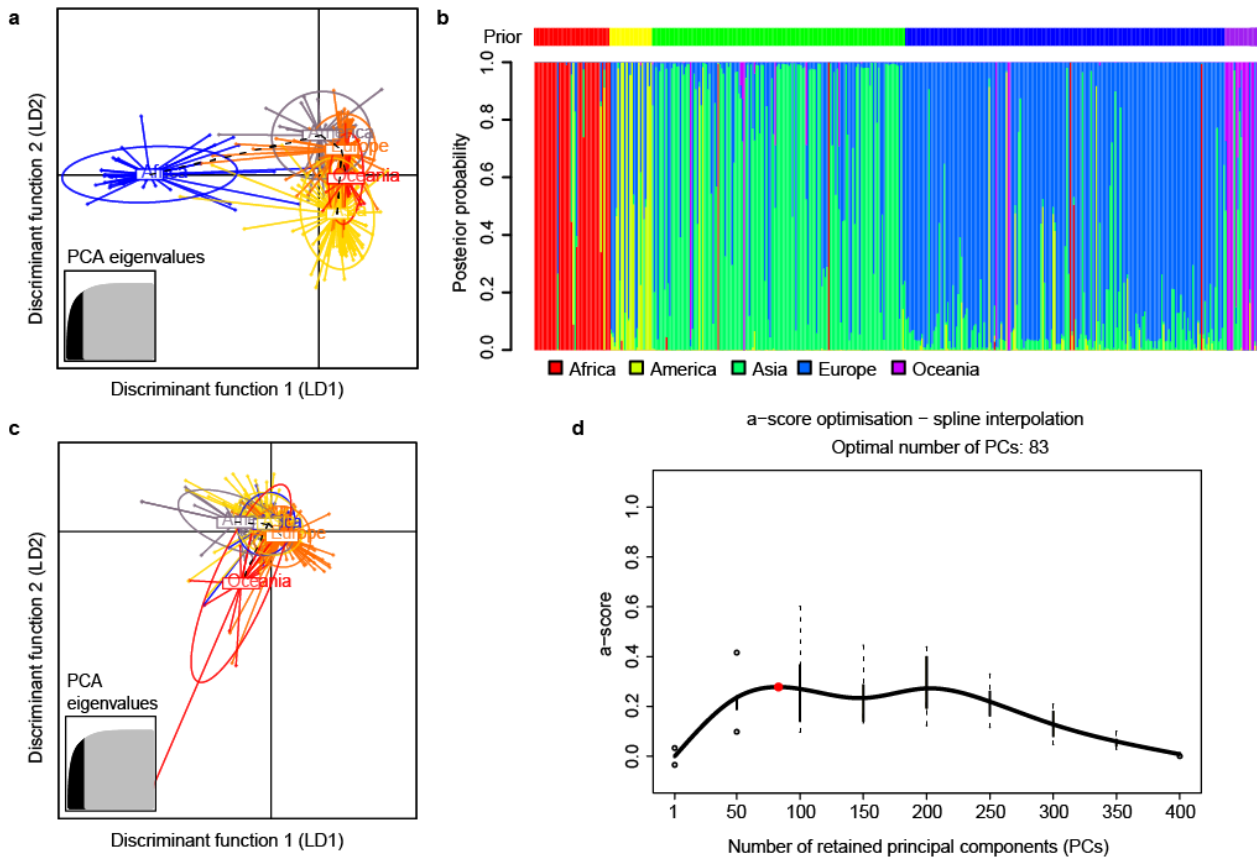 a
Discriminant function 2 (LD2)
Africa
America
Europe
Oceania
PCA eigenvalues
Discriminant function 1 (LD1)
b
Prior
Posterior probability
1.0
0.8
0.6
0.4
0.2
0.0
Africa America Asia Europe Oceania
c
Discriminant function 2 (LD2)
America
Europe
Oceania
PCA
eigenvalues
Discriminant function 1 (LD1)
d
a−score optimisation − spline interpolation
Optimal number of PCs: 83
a−score
1.0
0.8
0.6
0.4
0.2
0.0
1 50 100 150 200 250 300 350 400
Number of retained principal components (PCs)